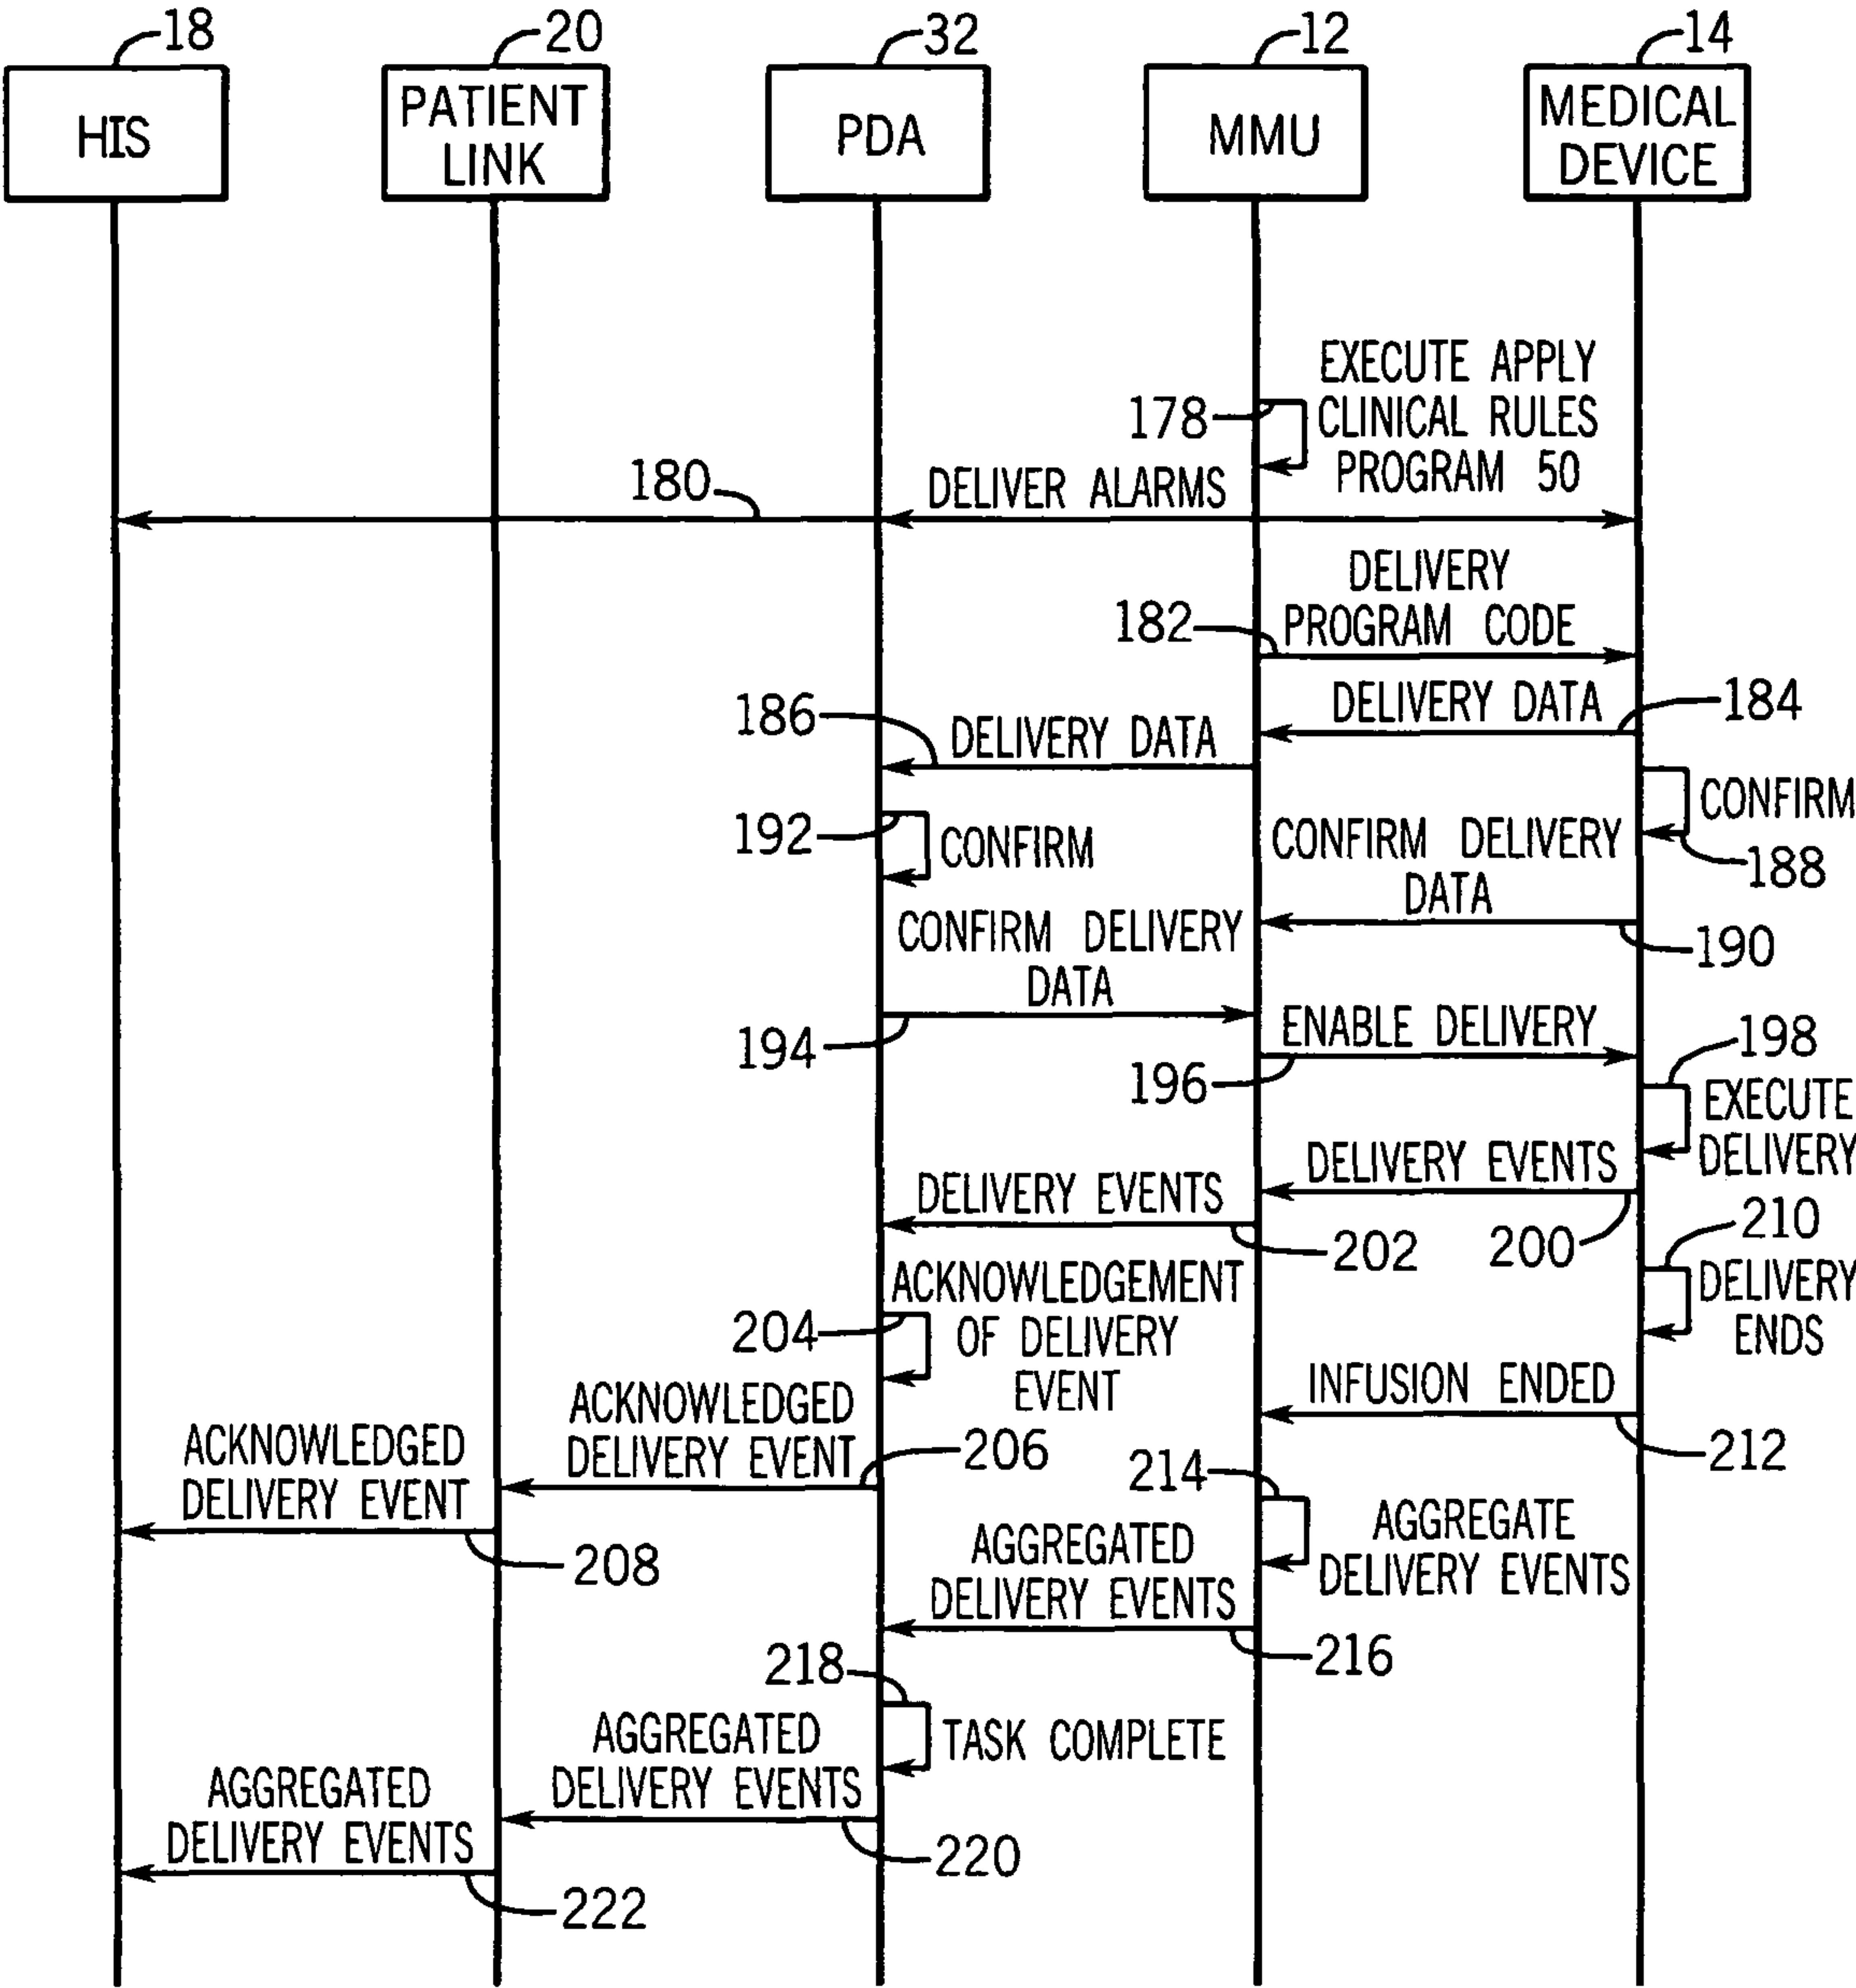 18
20
32
12
14
HIS
PATIENT
LINK
PDA
MMU
MEDICAL
DEVICE
178
EXECUTE APPLY
CLINICAL RULES
PROGRAM 50
180
DELIVER ALARMS
182
DELIVERY
PROGRAM CODE
DELIVERY DATA
184
186
DELIVERY DATA
CONFIRM
188
192
CONFIRM
CONFIRM DELIVERY
DATA
190
CONFIRM DELIVERY
DATA
194
ENABLE DELIVERY
196
198
EXECUTE
DELIVERY
DELIVERY EVENTS
200
DELIVERY EVENTS
202
210
DELIVERY
ENDS
204
ACKNOWLEDGEMENT
OF DELIVERY
EVENT
INFUSION ENDED
212
ACKNOWLEDGED
DELIVERY EVENT
206
ACKNOWLEDGED
DELIVERY EVENT
208
214
AGGREGATE
DELIVERY EVENTS
AGGREGATED
DELIVERY EVENTS
216
218
TASK COMPLETE
AGGREGATED
DELIVERY EVENTS
220
AGGREGATED
DELIVERY EVENTS
222